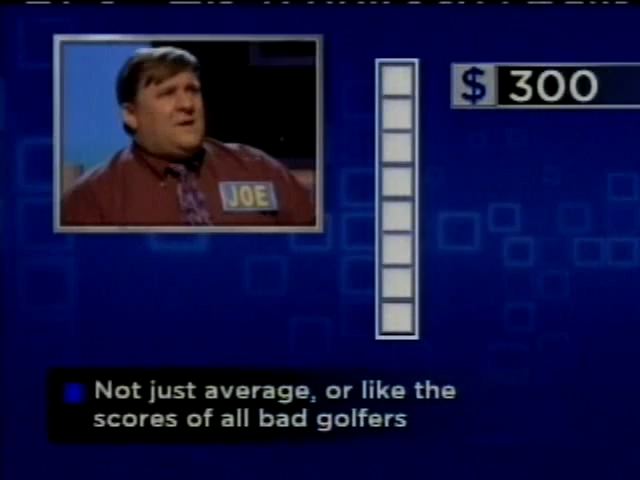 $ 300
JOE
Not just average, or like the
scores of all bad golfers